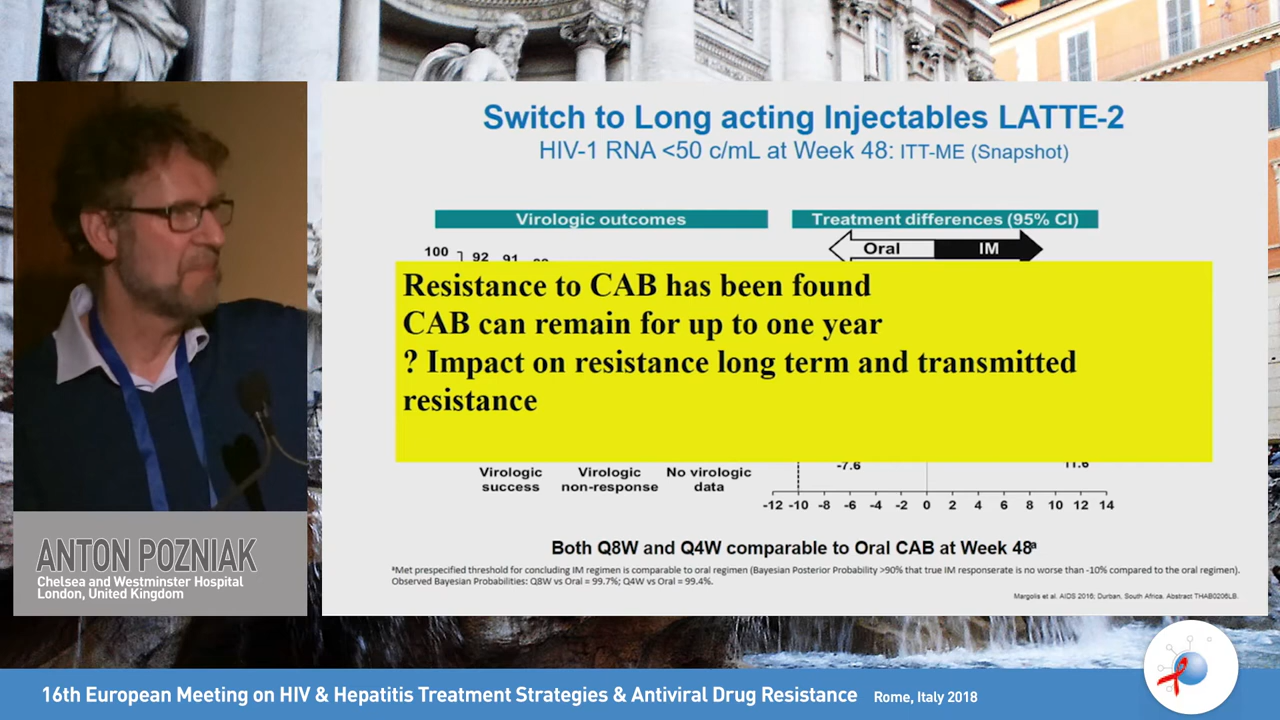 Switch to Long acting Injectables LATTE-2
HIV-1 RNA <50 c/mL at Week 48: ITT-ME (Snapshot)
Virologic outcomes
Treatment differences (95% CI)
Oral
IM
100
92
91
Resistance to CAB has been found
CAB can remain for up to one year
? Impact on resistance long term and transmitted
resistance
-7.6
11.6
Virologic
success
Virologic
non-response
No virologic
data
-12 -10 -8 -6 -4 -2 0 2 4 6 8 10 12 14
Both Q8W and Q4W comparable to Oral CAB at Week 48ª
ªMet prespecified threshold for concluding IM regimen is comparable to oral regimen (Bayesian Posterior Probability >90% that true IM responserate is no worse than -10% compared to the oral regimen).
Observed Bayesian Probabilities: Q8W vs Oral = 99.7%; Q4W vs Oral = 99.4%.
Margolis et al. AIDS 2016; Durban, South Africa. Abstract THAB0206LB.
ANTON POZNIAK
Chelsea and Westminster Hospital
London, United Kingdom
16th European Meeting on HIV & Hepatitis Treatment Strategies & Antiviral Drug Resistance Rome, Italy 2018